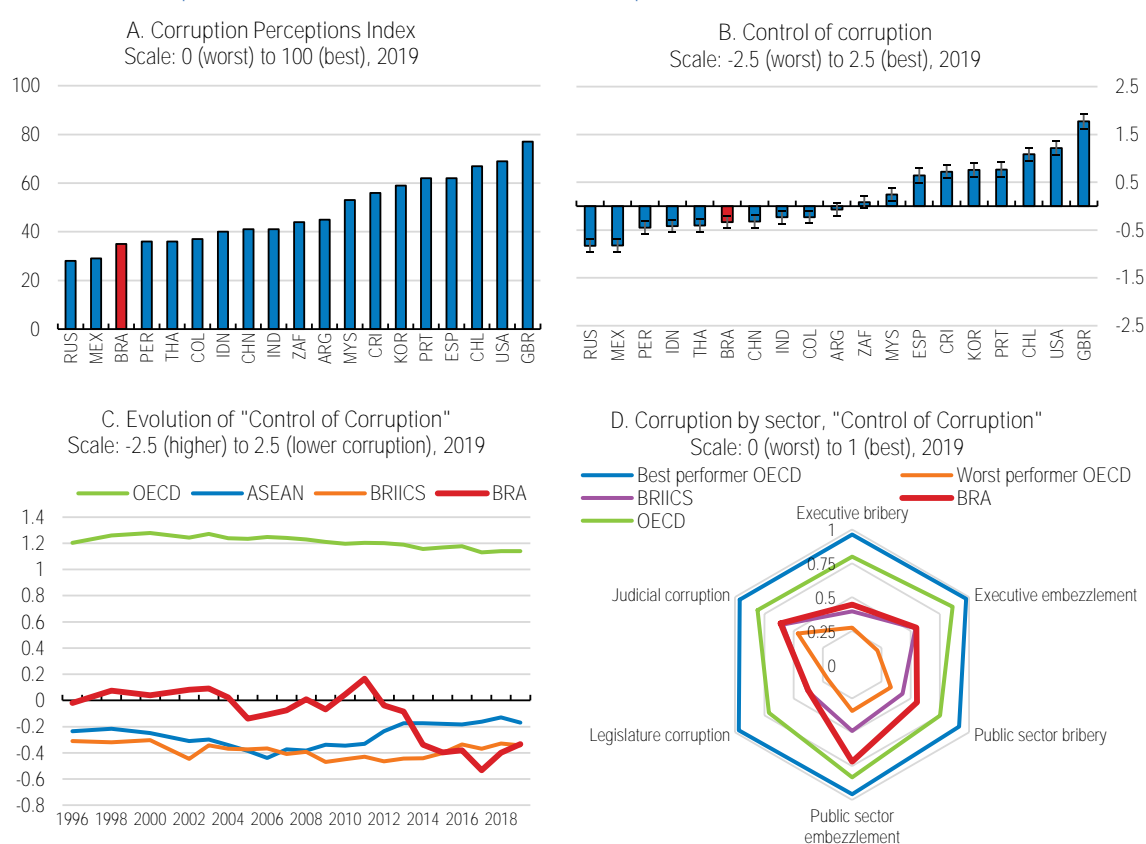 A. Corruption Perceptions Index
Scale: 0 (worst) to 100 (best), 2019
100
80
60
40
20
0
RUS MEX BRA PER THA COL IDN CHN IND ZAF ARG MYS CRI KOR PRT ESP CHL USA GBR
B. Control of corruption
Scale: -2.5 (worst) to 2.5 (best), 2019
2.5
1.5
0.5
-0.5
-1.5
-2.5
RUS MEX PER IDN THA BRA CHN IND COL ARG ZAF MYS ESP CRI KOR PRT CHL USA GBR
C. Evolution of "Control of Corruption"
Scale: -2.5 (higher) to 2.5 (lower corruption), 2019
OECD ASEAN BRIICS BRA
1.4
1.2
1
0.8
0.6
0.4
0.2
0
-0.2
-0.4
-0.6
-0.8
1996 1998 2000 2002 2004 2006 2008 2010 2012 2014 2016 2018
D. Corruption by sector, "Control of Corruption"
Scale: 0 (worst) to 1 (best), 2019
Best performer OECD Worst performer OECD
BRIICS BRA
OECD
Executive bribery
1
0.75
0.5
0.25
0
Judicial corruption Executive embezzlement
Legislature corruption Public sector bribery
Public sector
embezzlement